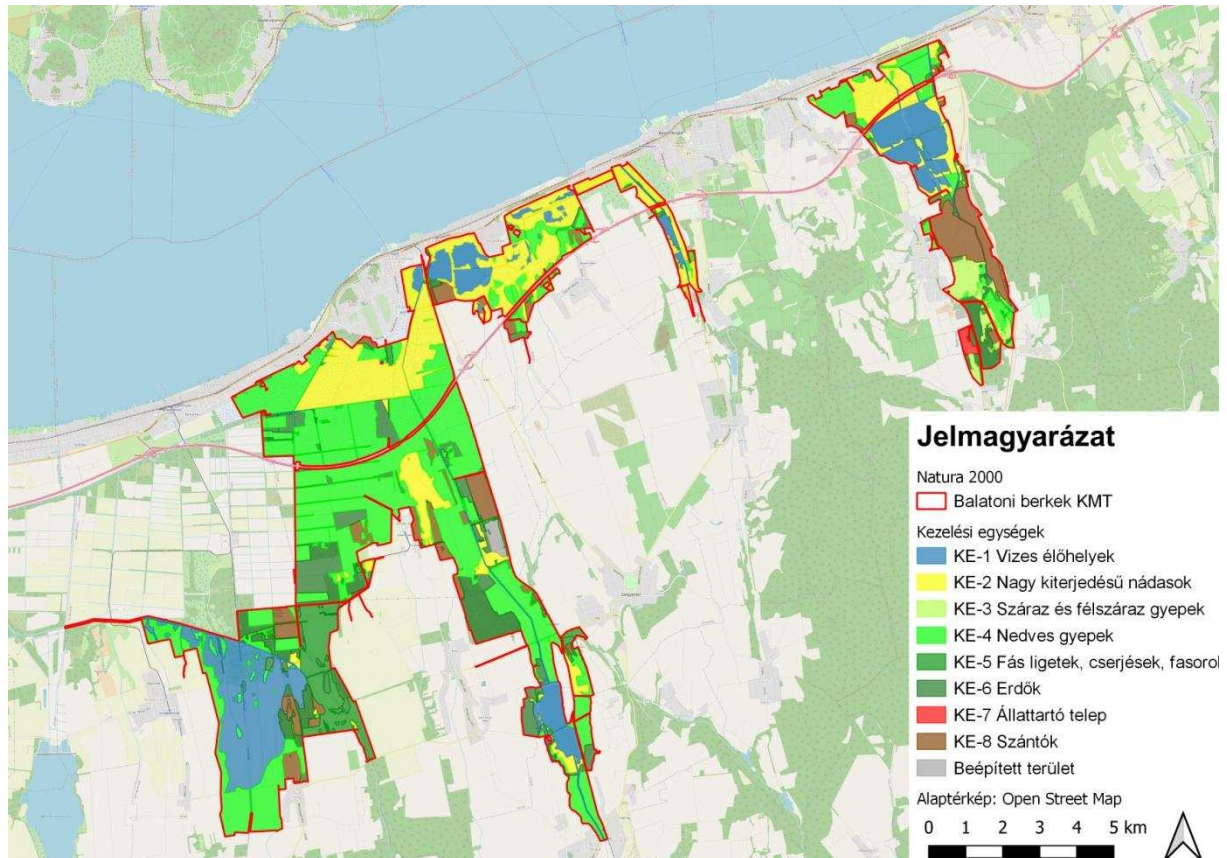 Jelmagyarázat
Natura 2000
Balatoni berkek KMT
Kezelési egységek
KE-1 Vizes élőhelyek
KE-2 Nagy kiterjedésű nádasok
KE-3 Száraz és félszáraz gyepek
KE-4 Nedves gyepek
KE-5 Fás ligetek, cserjések, fasorok
KE-6 Erdők
KE-7 Állattartó telep
KE-8 Szántók
Beépített terület
Alaptérkép: Open Street Map
0 1 2 3 4 5 km